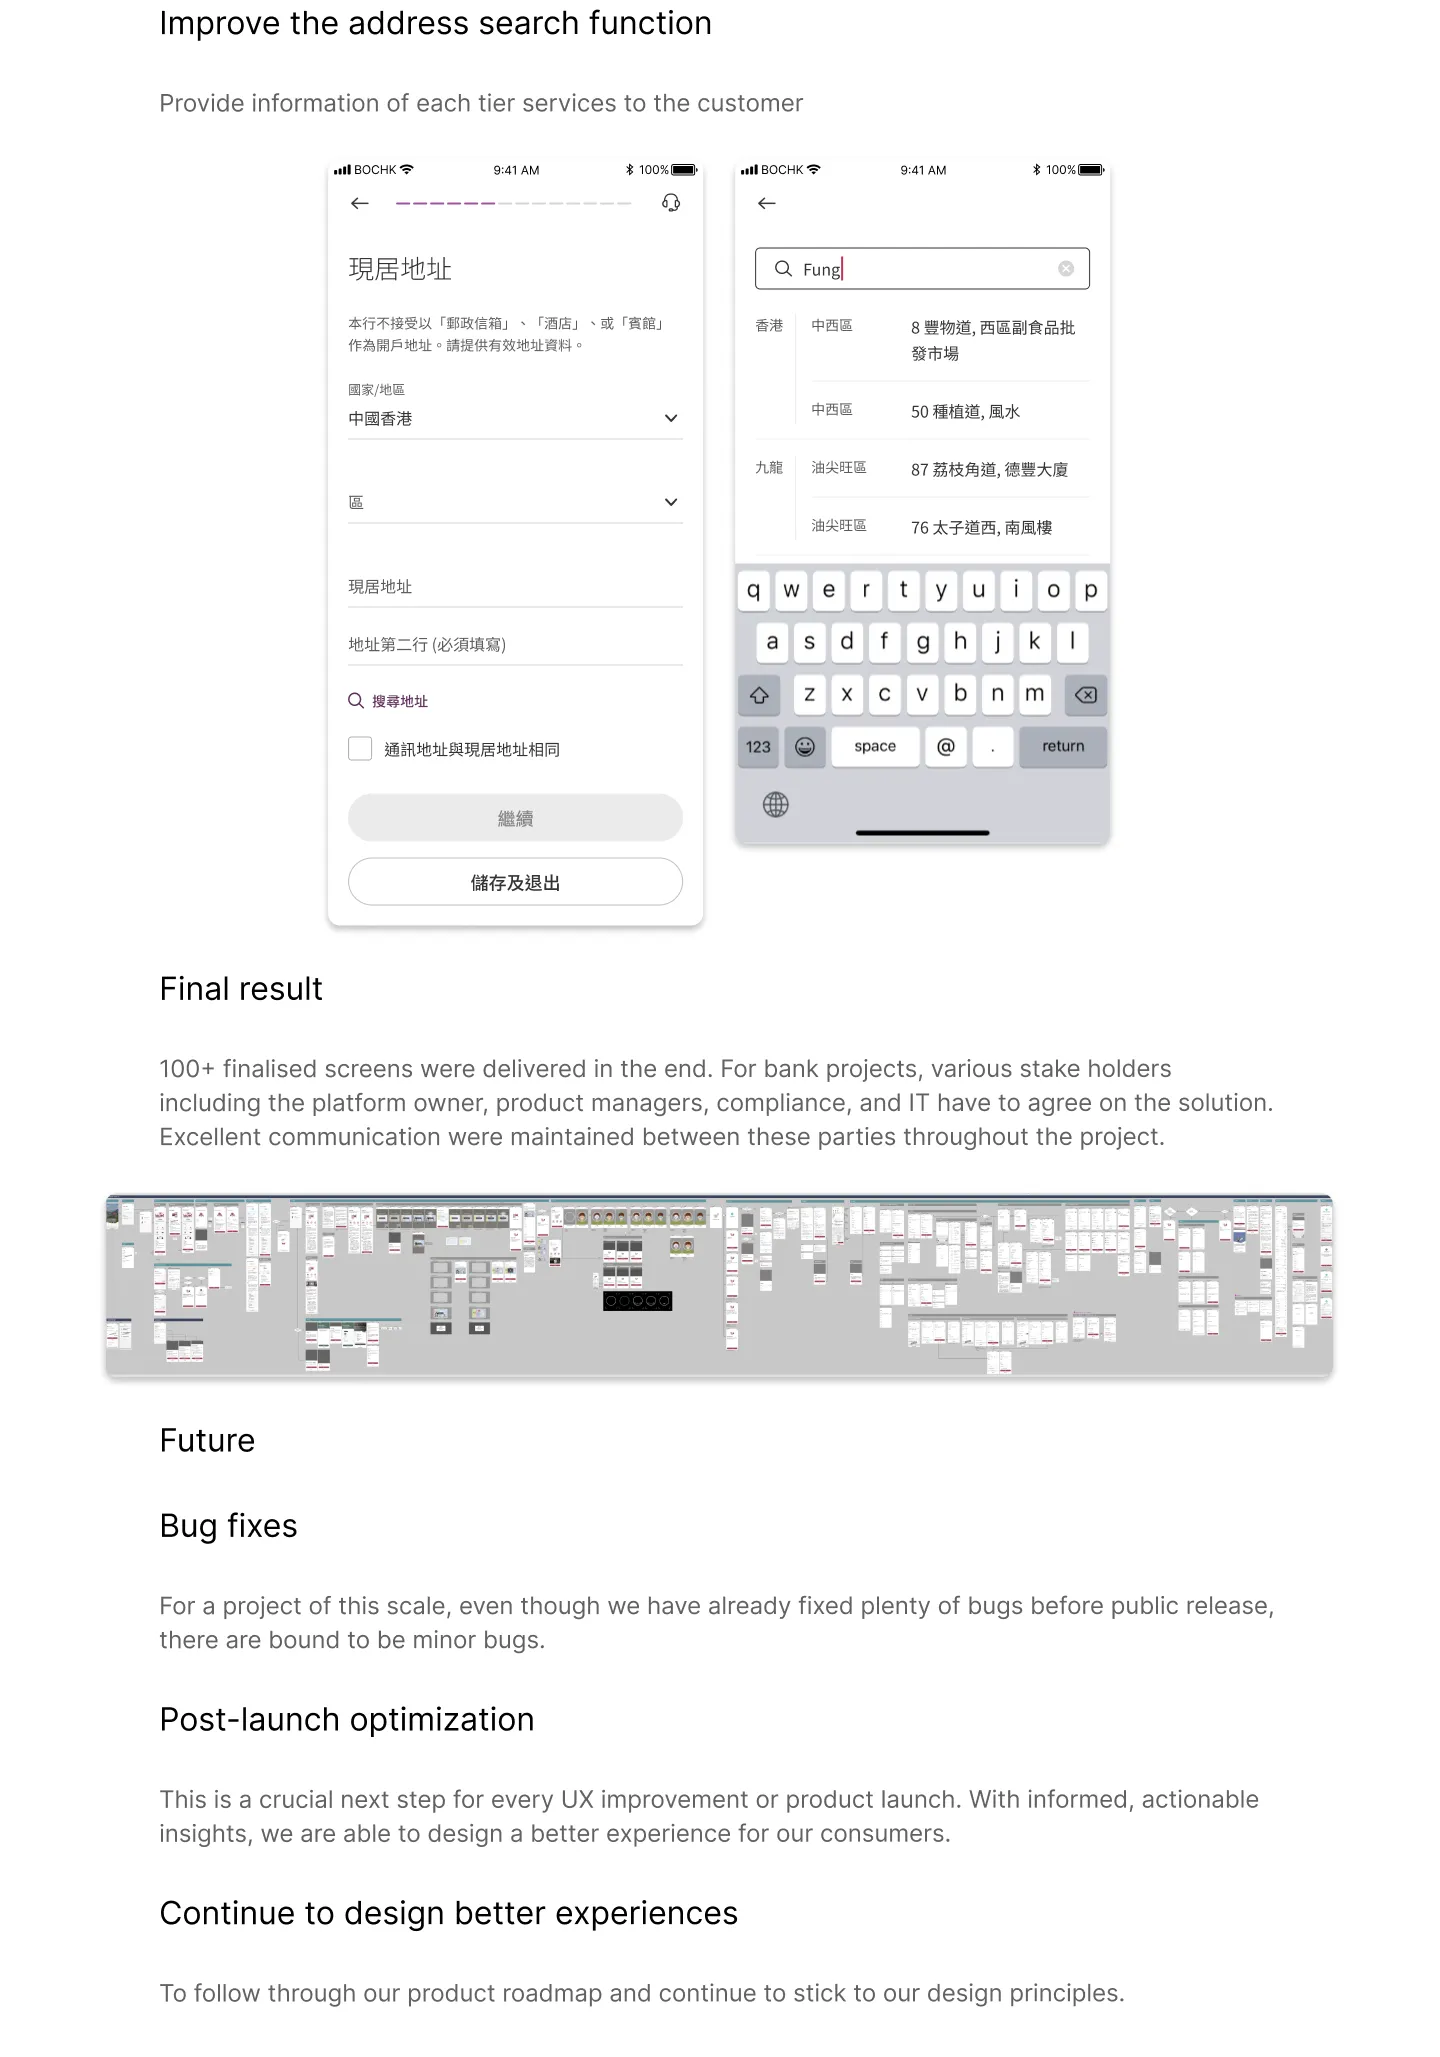 Improve the address search function
Provide information of each tier services to the customer
BOCHK 9:41 AM 100%
現居地址
本行不接受以「郵政信箱」、「酒店」、或「賓館」
作為開戶地址。請提供有效地址資料。
國家/地區
中國香港
區
現居地址
地址第二行 (必須填寫)
搜尋地址
通訊地址與現居地址相同
繼續
儲存及退出
BOCHK 9:41 AM 100%
Fung
香港 中西區 8 豐物道, 西區副食品批
發市場
中西區 50 種植道, 風水
九龍 油尖旺區 87 荔枝角道, 德豐大廈
油尖旺區 76 太子道西, 南風樓
q w e r t y u i o p
a s d f g h j k l
z x c v b n m
123 space @ . return
Final result
100+ finalised screens were delivered in the end. For bank projects, various stake holders
including the platform owner, product managers, compliance, and IT have to agree on the solution.
Excellent communication were maintained between these parties throughout the project.
Future
Bug fixes
For a project of this scale, even though we have already fixed plenty of bugs before public release,
there are bound to be minor bugs.
Post-launch optimization
This is a crucial next step for every UX improvement or product launch. With informed, actionable
insights, we are able to design a better experience for our consumers.
Continue to design better experiences
To follow through our product roadmap and continue to stick to our design principles.